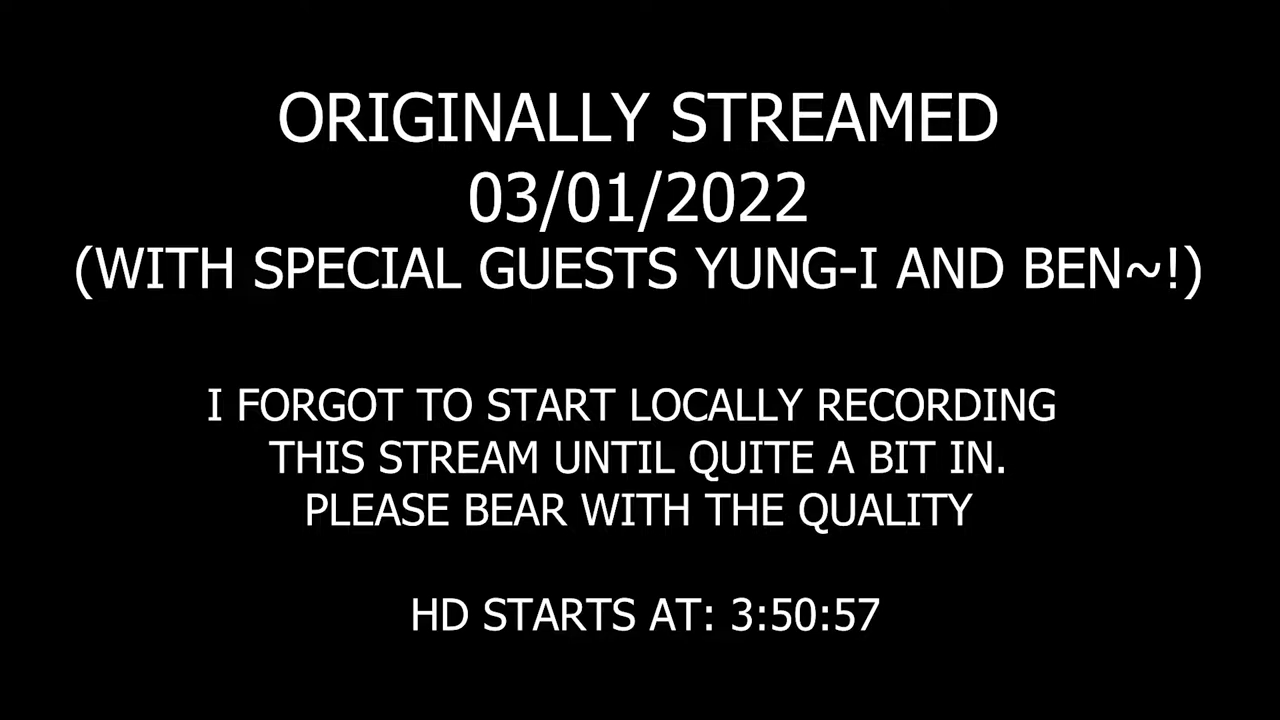 ORIGINALLY STREAMED
03/01/2022
(WITH SPECIAL GUESTS YUNG-I AND BEN~!)
I FORGOT TO START LOCALLY RECORDING
THIS STREAM UNTIL QUITE A BIT IN.
PLEASE BEAR WITH THE QUALITY
HD STARTS AT: 3:50:57